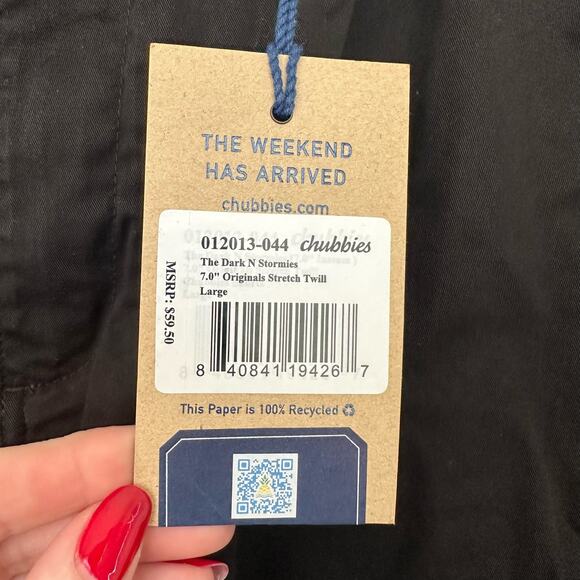 THE WEEKEND
HAS ARRIVED
chubbies.com
012013-044 chubbies
The Dark N Stormies
7.0" Originals Stretch Twill
Large
MSRP: $59.50
8 40841 19426 7
This Paper is 100% Recycled